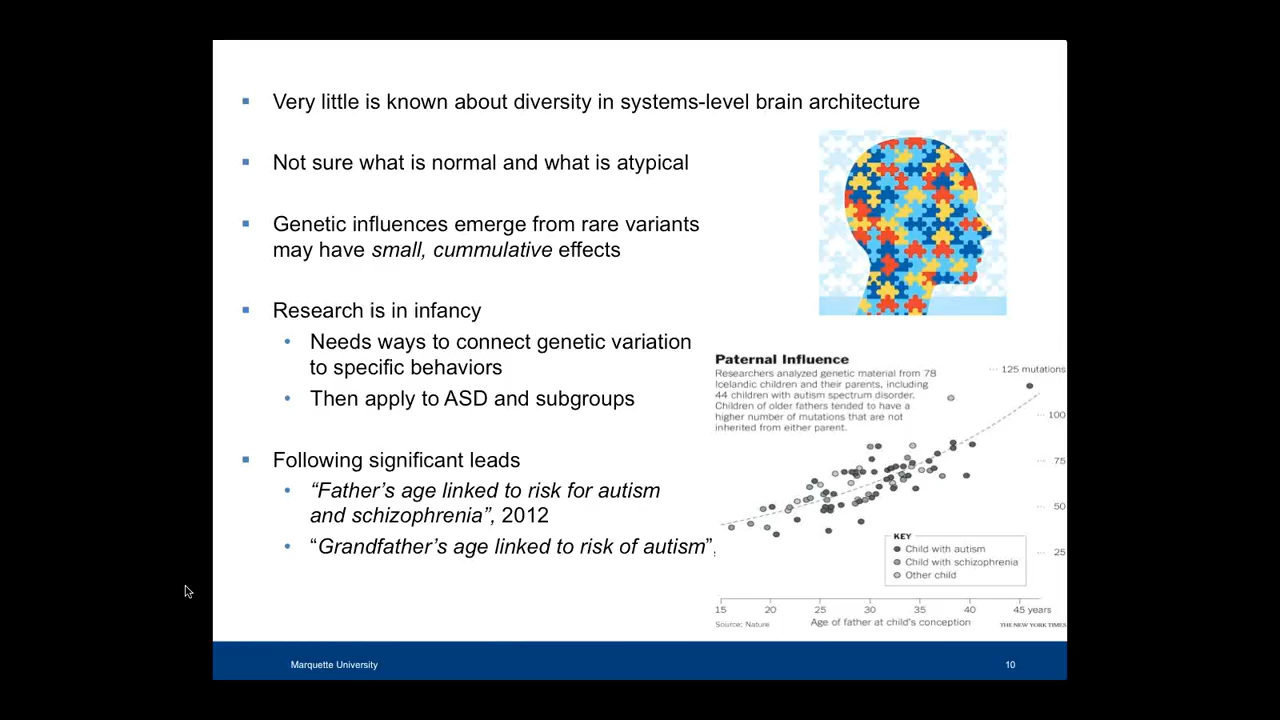 Very little is known about diversity in systems-level brain architecture
Not sure what is normal and what is atypical
Genetic influences emerge from rare variants
may have small, cummulative effects
Research is in infancy
Needs ways to connect genetic variation
to specific behaviors
Then apply to ASD and subgroups
Following significant leads
“Father’s age linked to risk for autism
and schizophrenia”, 2012
“Grandfather’s age linked to risk of autism”,
Paternal Influence
Researchers analyzed genetic material from 78
Icelandic children and their parents, including
44 children with autism spectrum disorder.
Children of older fathers tended to have a
higher number of mutations that are not
inherited from either parent.
125 mutations
100
75
50
25
KEY
Child with autism
Child with schizophrenia
Other child
15 20 25 30 35 40 45 years
Source: Nature
Age of father at child's conception
THE NEW YORK TIMES
Marquette University
10